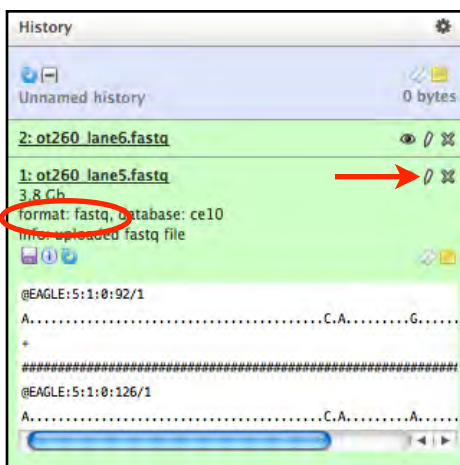 History
Unnamed history
0 bytes
2: ot260_lane6.fastq
1: ot260_lane5.fastq
3.8 Gb
format: fastq, database: ce10
info: uploaded fastq file
@EAGLE:5:1:0:92/1
A.........................................C.A.........G......
+
#############################################################
@EAGLE:5:1:0:126/1
A.........................................C.A.........A......